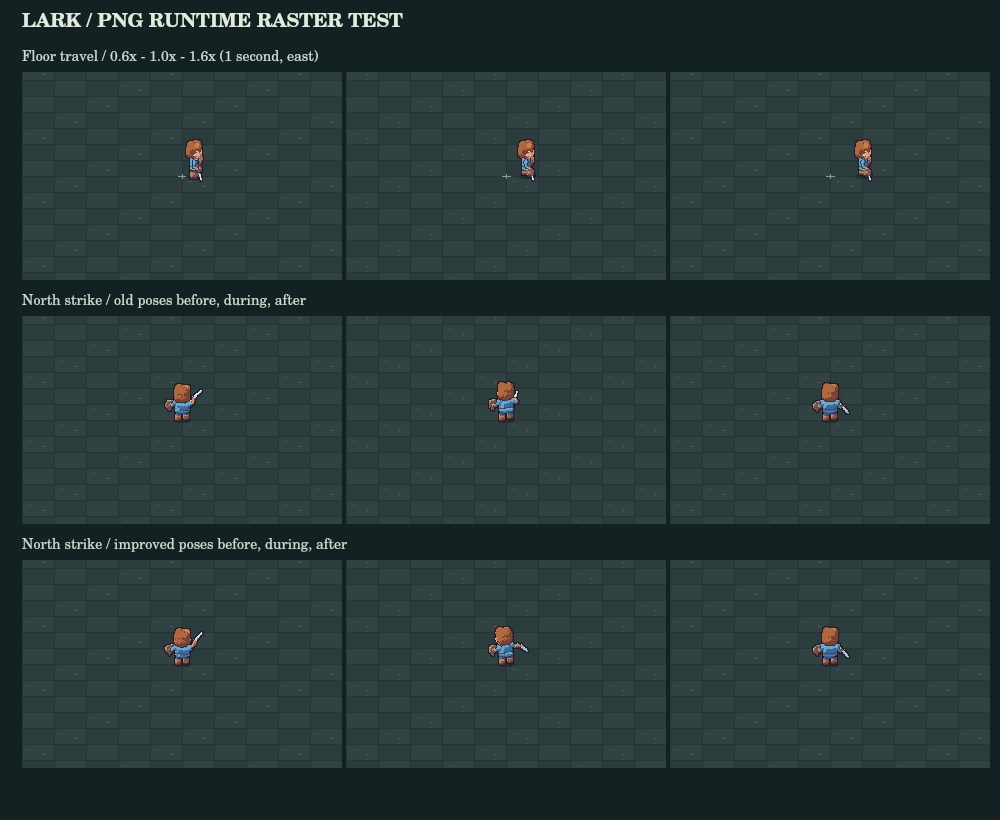 LARK / PNG RUNTIME RASTER TEST
Floor travel / 0.6x - 1.0x - 1.6x (1 second, east)
North strike / old poses before, during, after
North strike / improved poses before, during, after